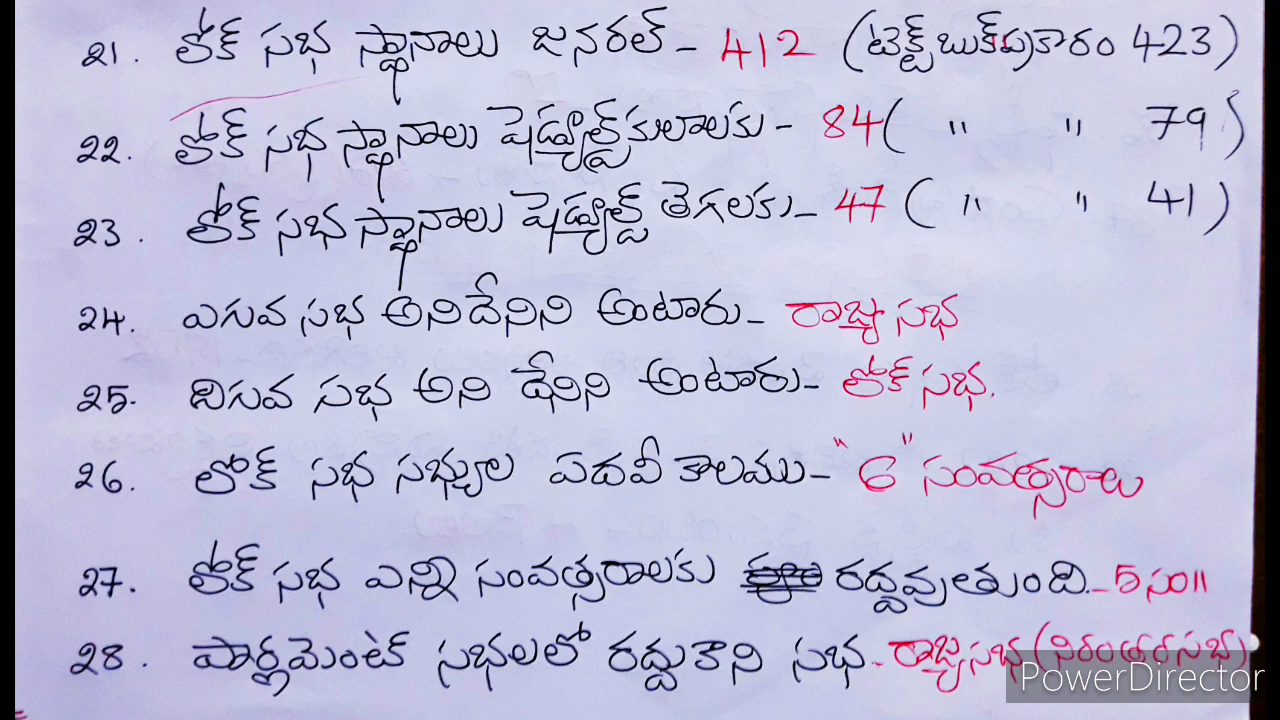 21. లోక్ సభ స్థానాలు జనరల్ - 412 (టెక్ట్ బుక్ ప్రకారం 423)
22. లోక్ సభ స్థానాలు షెడ్యూల్డ్ కులాలకు - 84 ( " " 79 )
23. లోక్ సభ స్థానాలు షెడ్యూల్డ్ తెగలకు - 47 ( " " 41 )
24. ఎగువ సభ అని దేనిని అంటారు - రాజ్య సభ
25. దిగువ సభ అని దేనిని అంటారు - లోక్ సభ.
26. లోక్ సభ సభ్యుల పదవీ కాలము - "6" సంవత్సరాలు
27. లోక్ సభ ఎన్ని సంవత్సరాలకు రద్దవుతుంది. - 5 సం॥
28. పార్లమెంట్ సభలలో రద్దుకాని సభ - రాజ్యసభ (నిరంతర సభ)
PowerDirector